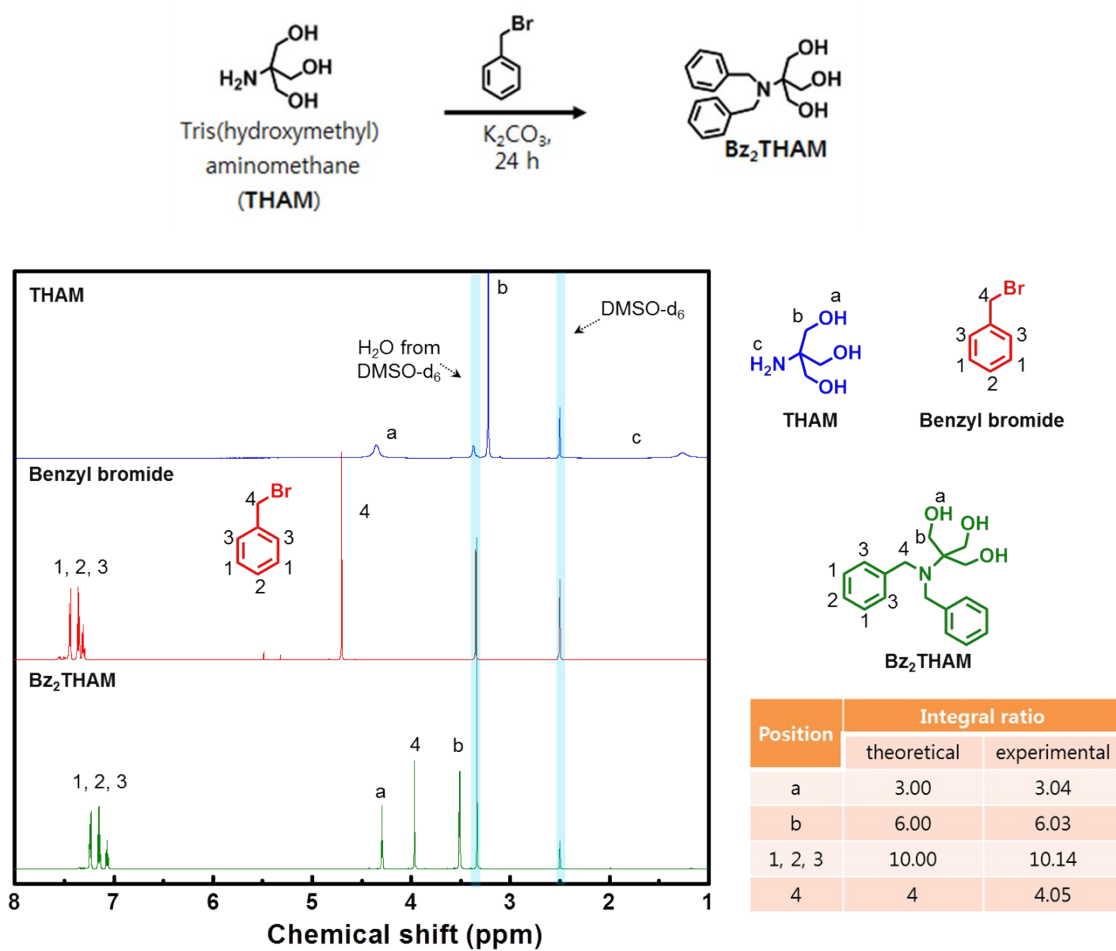 OH
OH
H₂N
OH
Tris(hydroxymethyl)
aminomethane
(THAM)
Br
K₂CO₃,
24 h
OH
OH
N
OH
Bz₂THAM
THAM
b
DMSO-d₆
H₂O from
DMSO-d₆
a
c
Benzyl bromide
4
Br
3
3
1
1
2
4
1, 2, 3
Bz₂THAM
1, 2, 3
a
4
b
8
7
6
5
4
3
2
1
Chemical shift (ppm)
a
b
OH
c
OH
H₂N
OH
THAM
4
Br
3
3
1
1
2
Benzyl bromide
a
OH
OH
b
3
4
OH
1
N
2
3
1
Bz₂THAM
Position Integral ratio
theoretical experimental
a 3.00 3.04
b 6.00 6.03
1, 2, 3 10.00 10.14
4 4 4.05